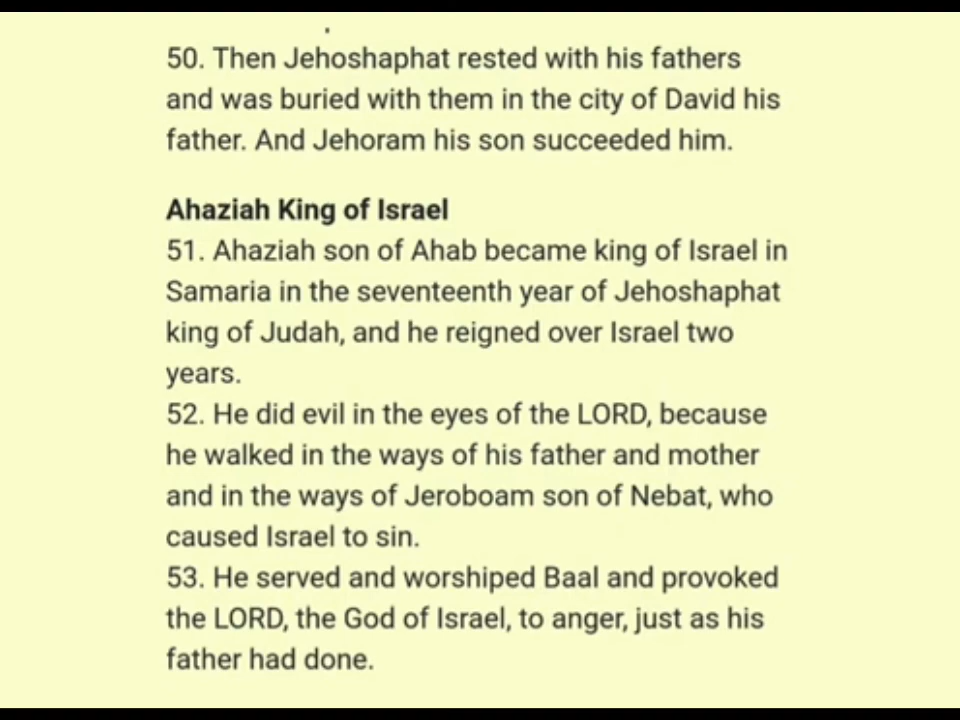 50. Then Jehoshaphat rested with his fathers
and was buried with them in the city of David his
father. And Jehoram his son succeeded him.
Ahaziah King of Israel
51. Ahaziah son of Ahab became king of Israel in
Samaria in the seventeenth year of Jehoshaphat
king of Judah, and he reigned over Israel two
years.
52. He did evil in the eyes of the LORD, because
he walked in the ways of his father and mother
and in the ways of Jeroboam son of Nebat, who
caused Israel to sin.
53. He served and worshiped Baal and provoked
the LORD, the God of Israel, to anger, just as his
father had done.